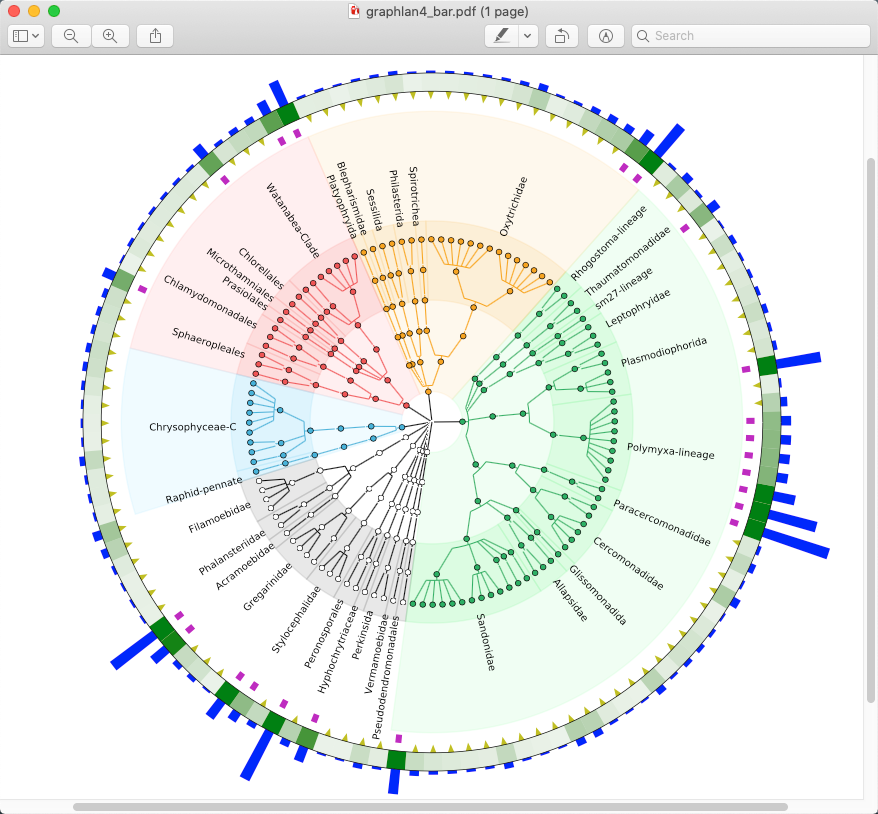 graphlan4_bar.pdf (1 page)
Search
Spirotrichea
Philasterida
Sessilida
Blepharismidae
Platyophryida
Oxytrichidae
Watanabea-Clade
Chlorellales
Microthamniales
Prasiolales
Chlamydomonadales
Sphaeropleales
Chrysophyceae-C
Raphid-pennate
Filamoebidae
Phalansteriidae
Acramoebidae
Gregarinidae
Stylocephalidae
Peronosporales
Hyphochrytriaceae
Perkinsida
Vermamoebidae
Pseudodendromonadales
Sandonidae
Allapsidae
Glissomonadida
Cercomonadidae
Paracercomonadidae
Polymyxa-lineage
Plasmodiophorida
Leptophryidae
sm27-lineage
Thaumatomonadidae
Rhogostoma-lineage